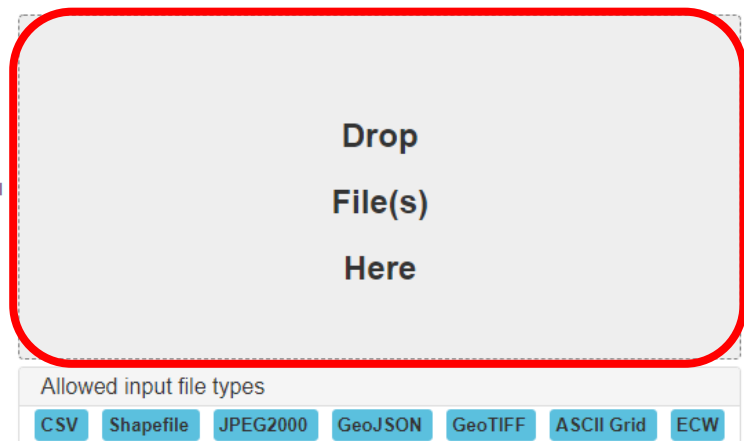 Drop
File(s)
Here
Allowed input file types
CSV Shapefile JPEG2000 GeoJSON GeoTIFF ASCII Grid ECW